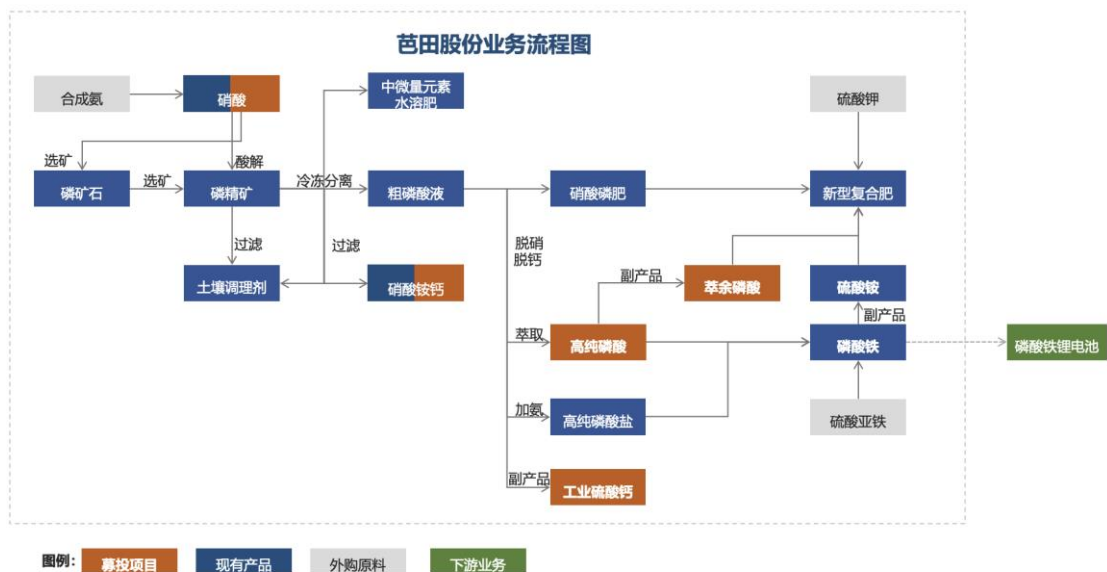 芭田股份业务流程图
合成氨
硝酸
中微量元素
水溶肥
硫酸钾
选矿
酸解
磷矿石
选矿
磷精矿
冷冻分离
粗磷酸液
硝酸磷肥
新型复合肥
过滤
过滤
脱硝
脱钙
土壤调理剂
硝酸铵钙
副产品
萃余磷酸
硫酸铵
副产品
萃取
高纯磷酸
磷酸铁
磷酸铁锂电池
加氨
高纯磷酸盐
硫酸亚铁
副产品
工业硫酸钙
图例:
募投项目
现有产品
外购原料
下游业务